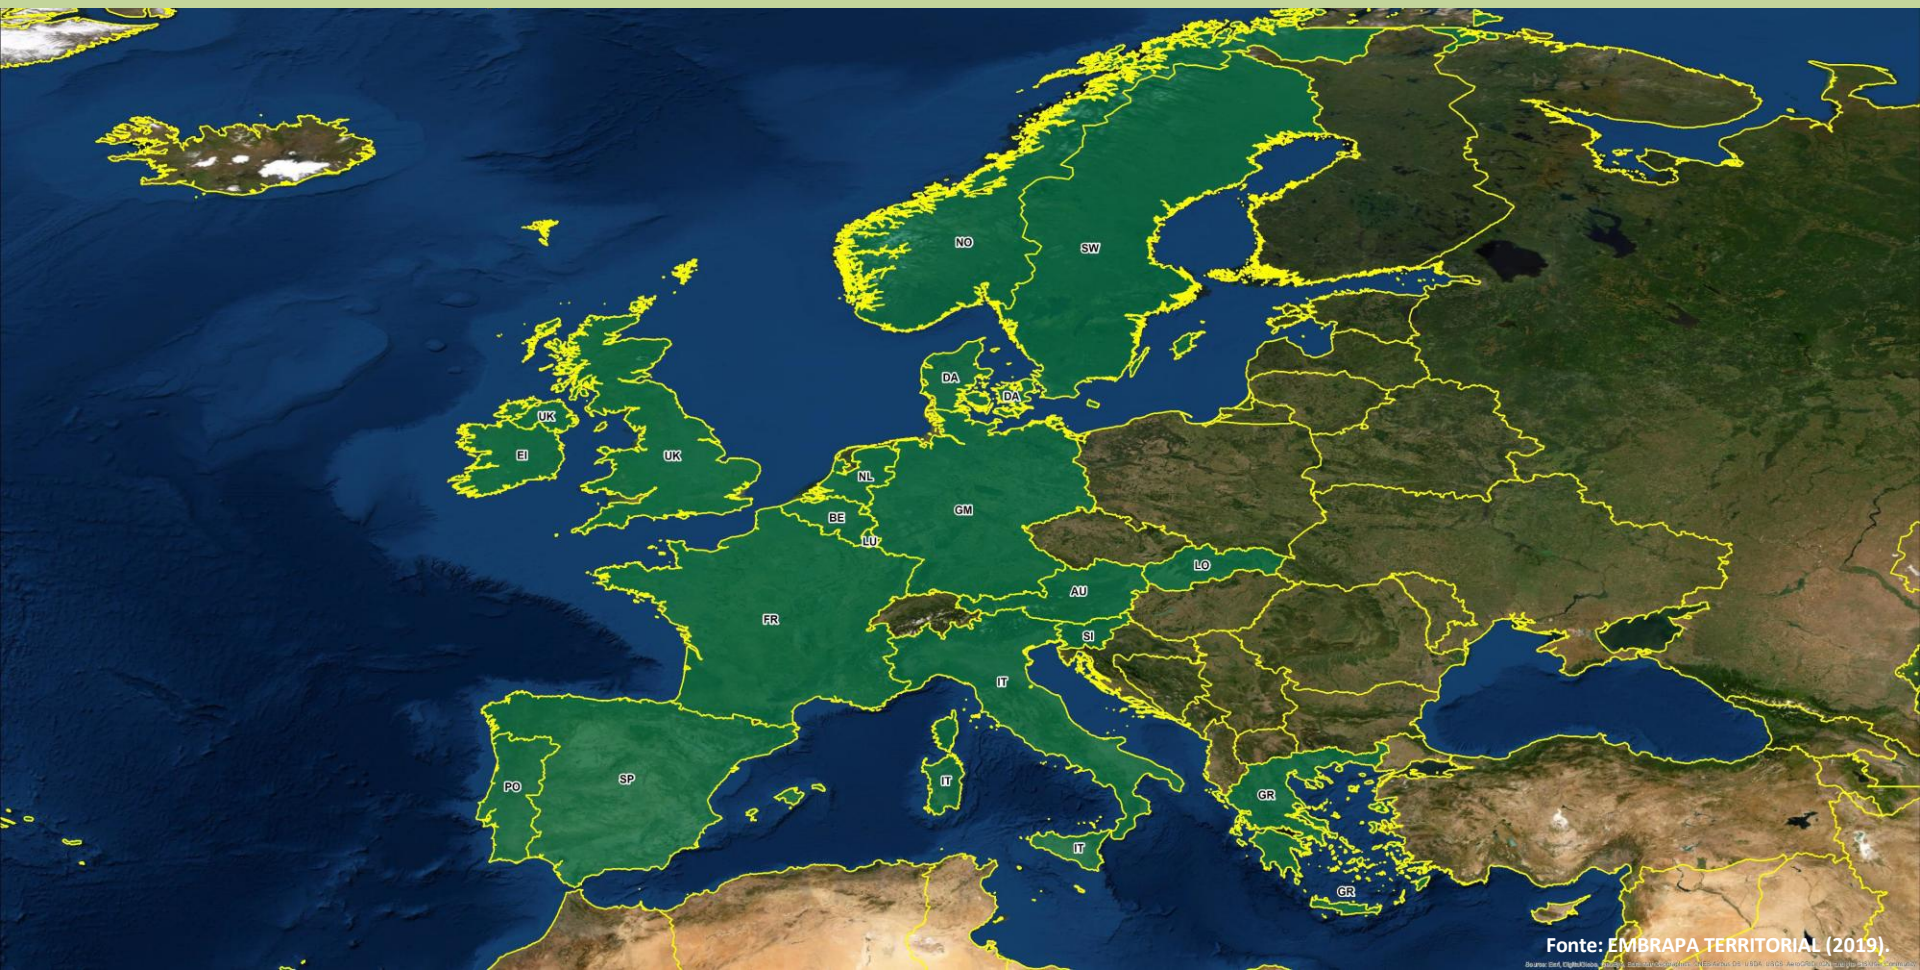 NO
SW
DA
DA
UK
EI
UK
NL
GM
BE
LU
LO
AU
FR
SI
IT
SP
PO
IT
GR
IT
GR
Fonte: EMBRAPA TERRITORIAL (2019).